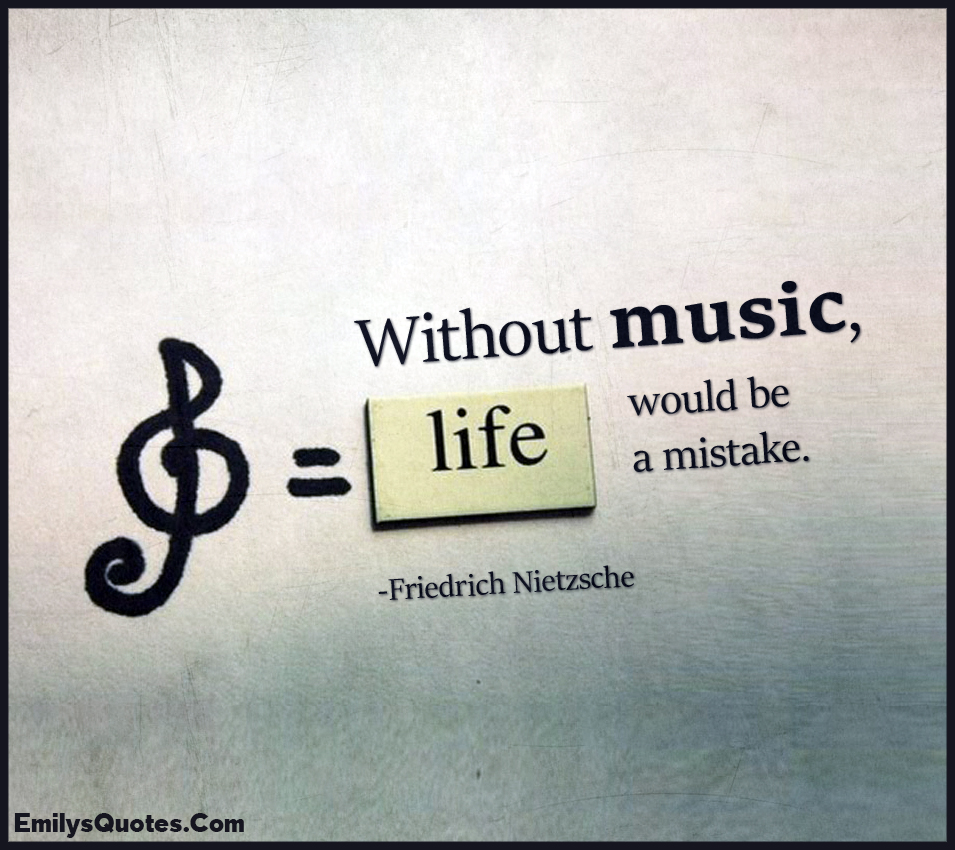 Without music,
= life would be
a mistake.
-Friedrich Nietzsche
EmilysQuotes.Com